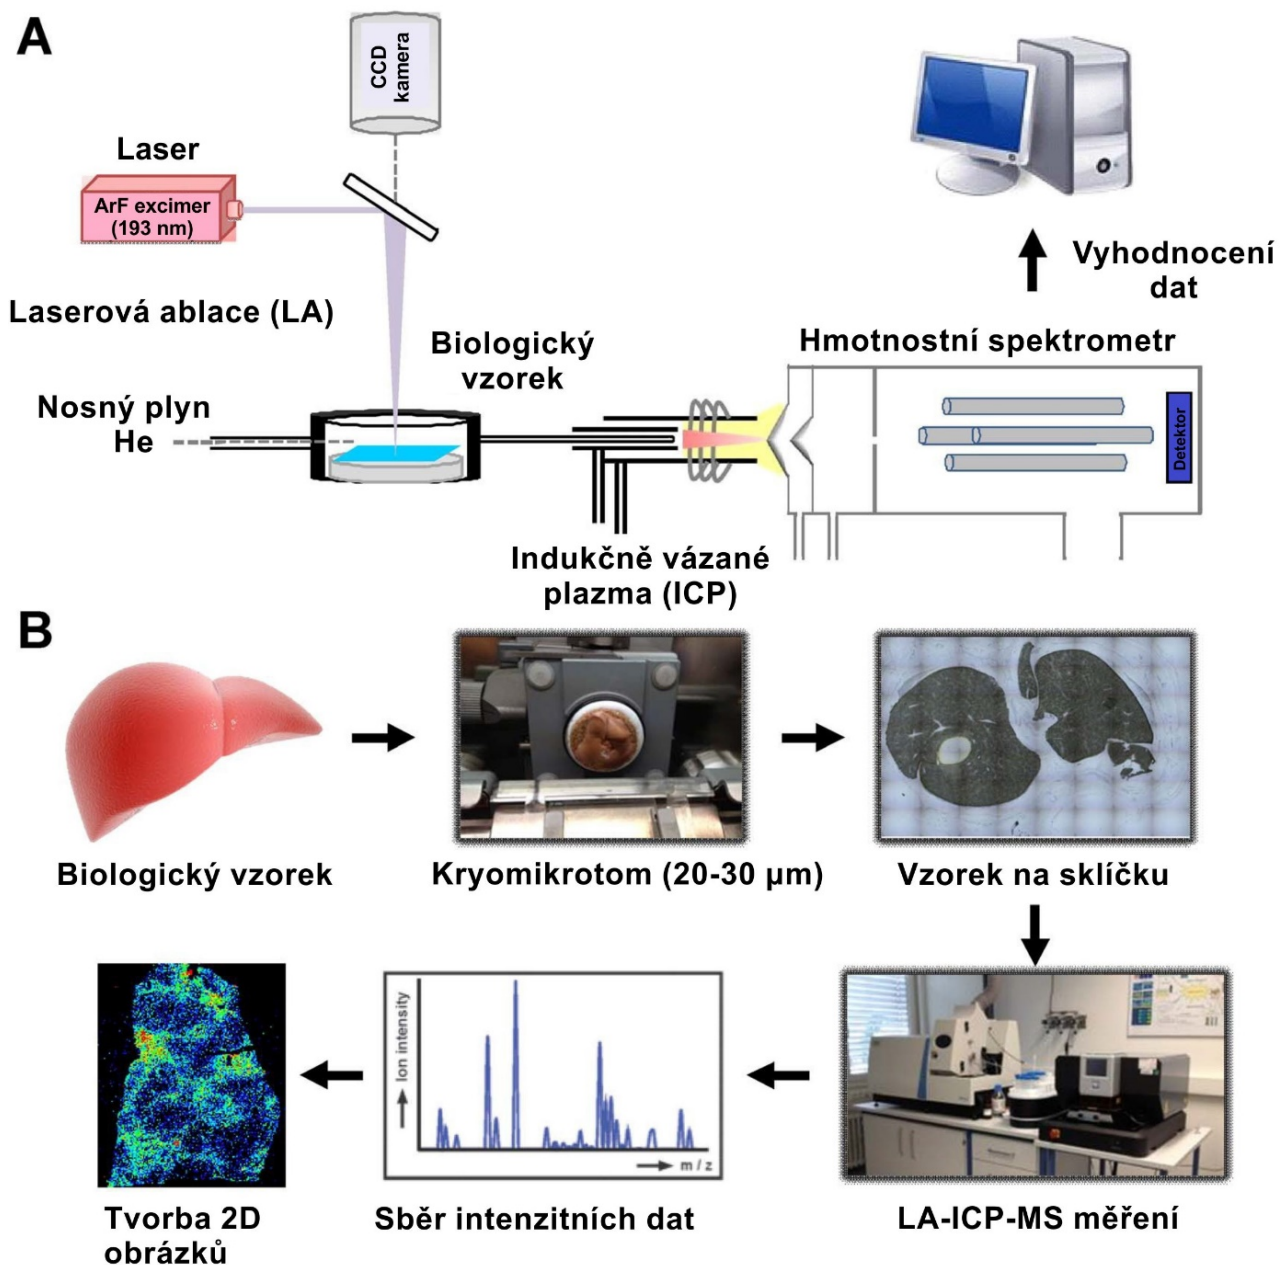 A
CCD
kamera
Laser
ArF excimer
(193 nm)
Vyhodnocení
dat
Laserová ablace (LA)
Biologický
vzorek
Hmotnostní spektrometr
Nosný plyn
He
Detektor
Indukčně vázané
plazma (ICP)
B
Biologický vzorek
Kryomikrotom (20-30 µm)
Vzorek na sklíčku
Ion intensity
m / z
Tvorba 2D
obrázků
Sběr intenzitních dat
LA-ICP-MS měření